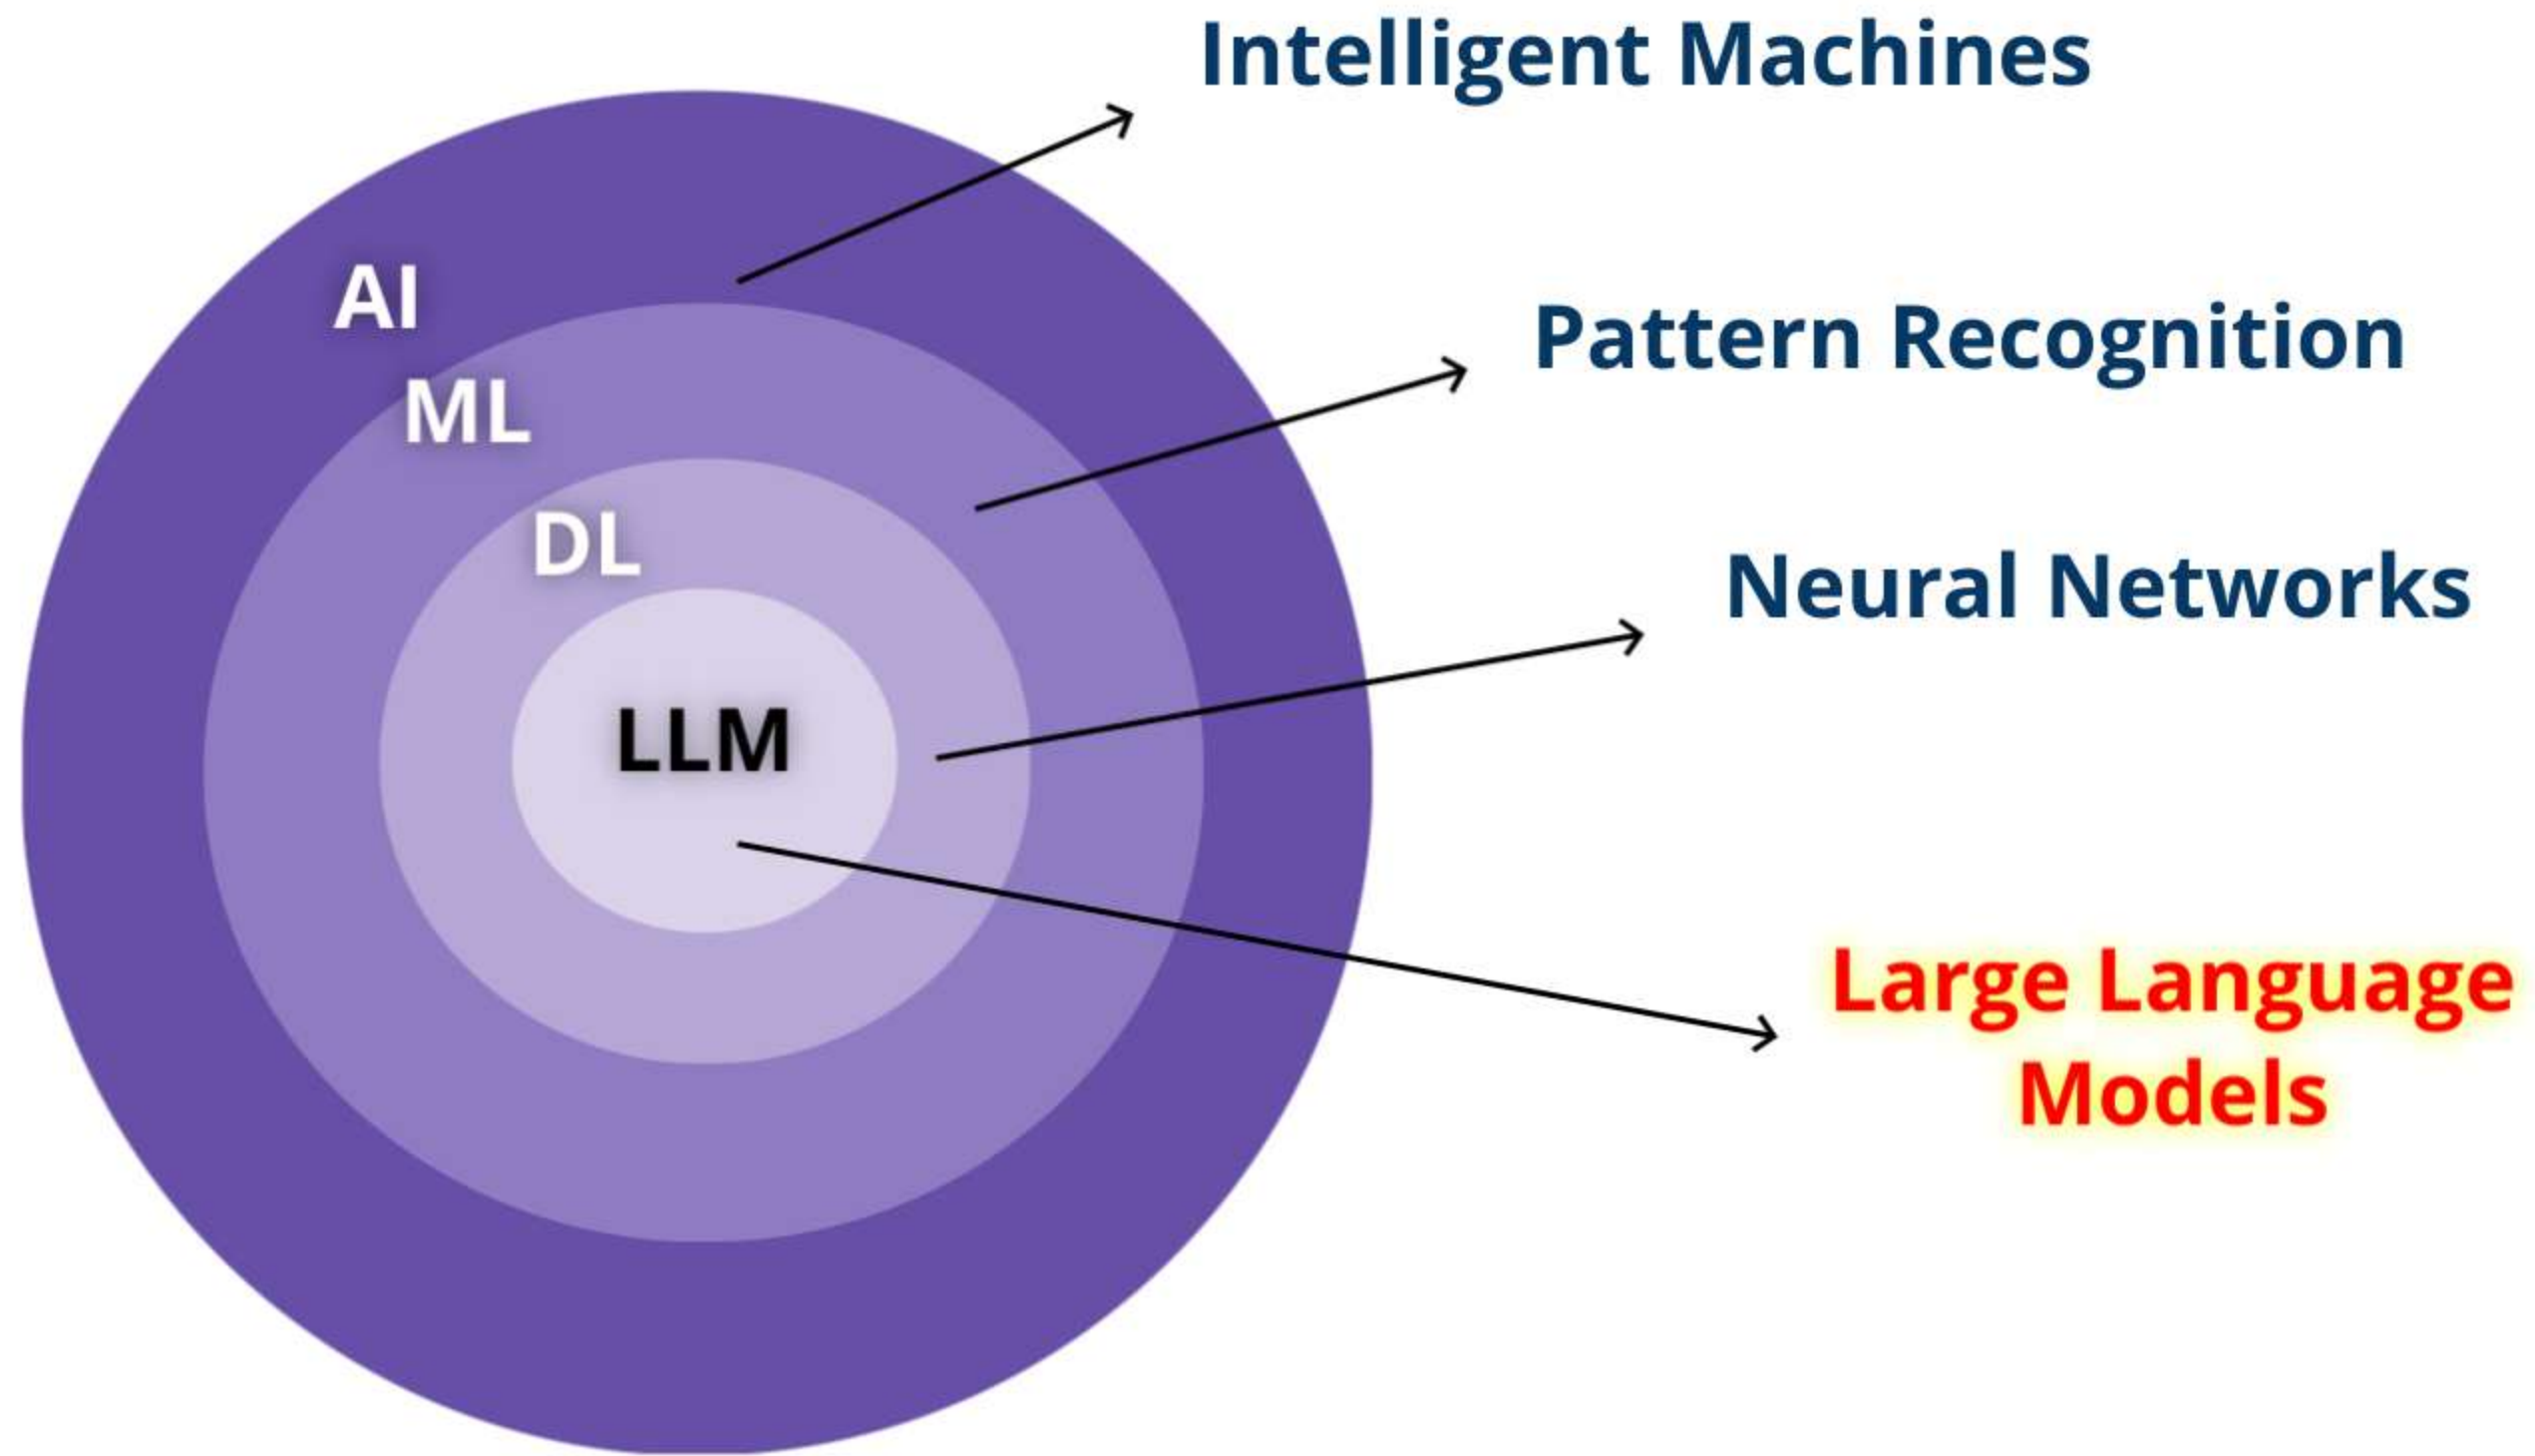 Intelligent Machines
AI
Pattern Recognition
ML
DL
Neural Networks
LLM
Large Language
Models